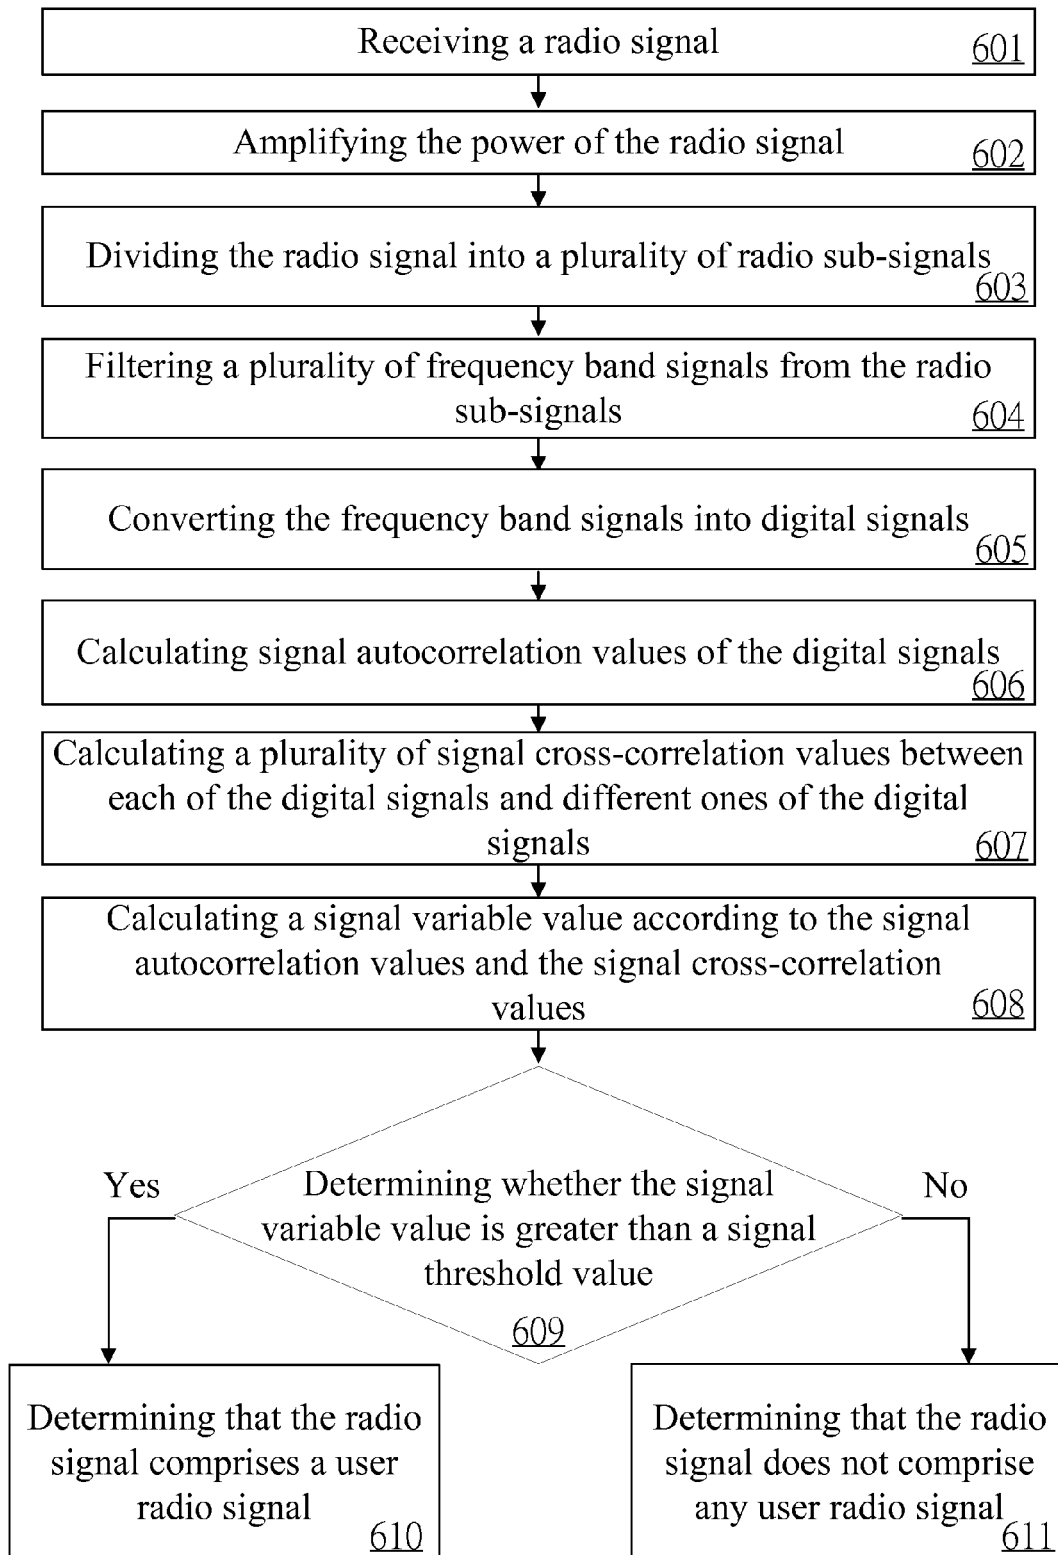 Receiving a radio signal
601
Amplifying the power of the radio signal
602
Dividing the radio signal into a plurality of radio sub-signals
603
Filtering a plurality of frequency band signals from the radio
sub-signals
604
Converting the frequency band signals into digital signals
605
Calculating signal autocorrelation values of the digital signals
606
Calculating a plurality of signal cross-correlation values between
each of the digital signals and different ones of the digital
signals
607
Calculating a signal variable value according to the signal
autocorrelation values and the signal cross-correlation
values
608
Yes
No
Determining whether the signal
variable value is greater than a signal
threshold value
609
Determining that the radio
signal comprises a user
radio signal
610
Determining that the radio
signal does not comprise
any user radio signal
611